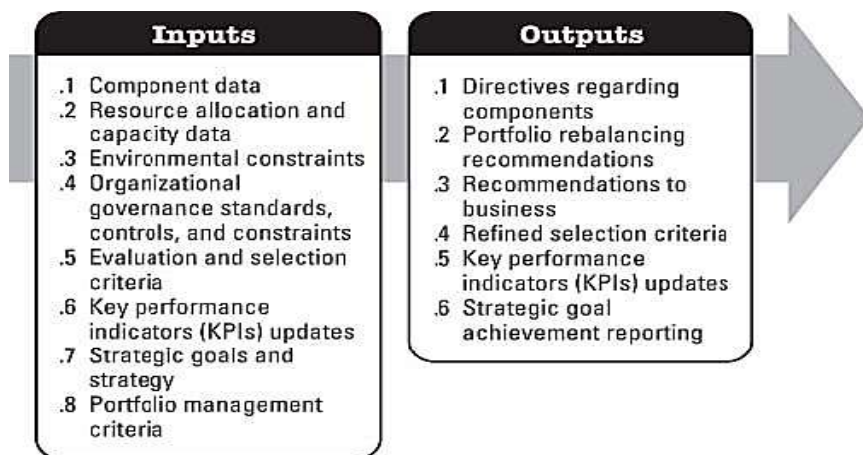 Inputs
.1 Component data
.2 Resource allocation and
capacity data
.3 Environmental constraints
.4 Organizational
governance standards,
controls, and constraints
.5 Evaluation and selection
criteria
.6 Key performance
indicators (KPIs) updates
.7 Strategic goals and
strategy
.8 Portfolio management
criteria
Outputs
.1 Directives regarding
components
.2 Portfolio rebalancing
recommendations
.3 Recommendations to
business
.4 Refined selection criteria
.5 Key performance
indicators (KPIs) updates
.6 Strategic goal
achievement reporting